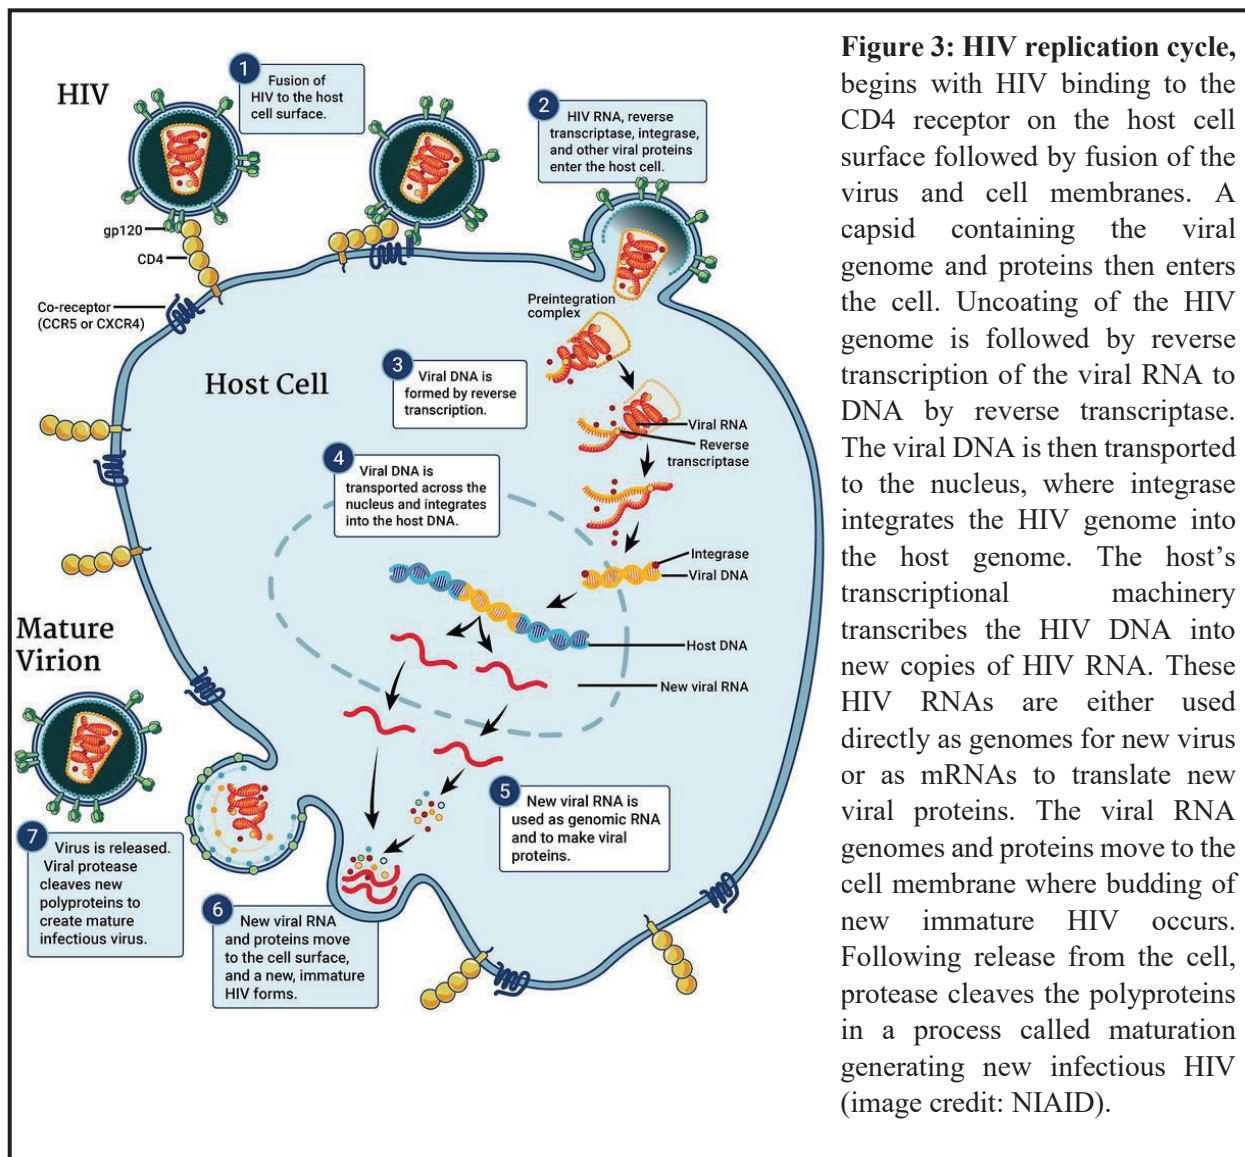 HIV
1
Fusion of
HIV to the host
cell surface.
2
HIV RNA, reverse
transcriptase, integrase,
and other viral proteins
enter the host cell.
gp120
CD4
Co-receptor
(CCR5 or CXCR4)
Preintegration
complex
Host Cell
3
Viral DNA is
formed by reverse
transcription.
Viral RNA
Reverse
transcriptase
4
Viral DNA is
transported across the
nucleus and integrates
into the host DNA.
Integrase
Viral DNA
Host DNA
New viral RNA
Mature
Virion
5
New viral RNA is
used as genomic RNA
and to make viral
proteins.
6
New viral RNA
and proteins move
to the cell surface,
and a new, immature
HIV forms.
7
Virus is released.
Viral protease
cleaves new
polyproteins to
create mature
infectious virus.
Figure 3: HIV replication cycle,
begins with HIV binding to the
CD4 receptor on the host cell
surface followed by fusion of the
virus and cell membranes. A
capsid containing the viral
genome and proteins then enters
the cell. Uncoating of the HIV
genome is followed by reverse
transcription of the viral RNA to
DNA by reverse transcriptase.
The viral DNA is then transported
to the nucleus, where integrase
integrates the HIV genome into
the host genome. The host’s
transcriptional machinery
transcribes the HIV DNA into
new copies of HIV RNA. These
HIV RNAs are either used
directly as genomes for new virus
or as mRNAs to translate new
viral proteins. The viral RNA
genomes and proteins move to the
cell membrane where budding of
new immature HIV occurs.
Following release from the cell,
protease cleaves the polyproteins
in a process called maturation
generating new infectious HIV
(image credit: NIAID).